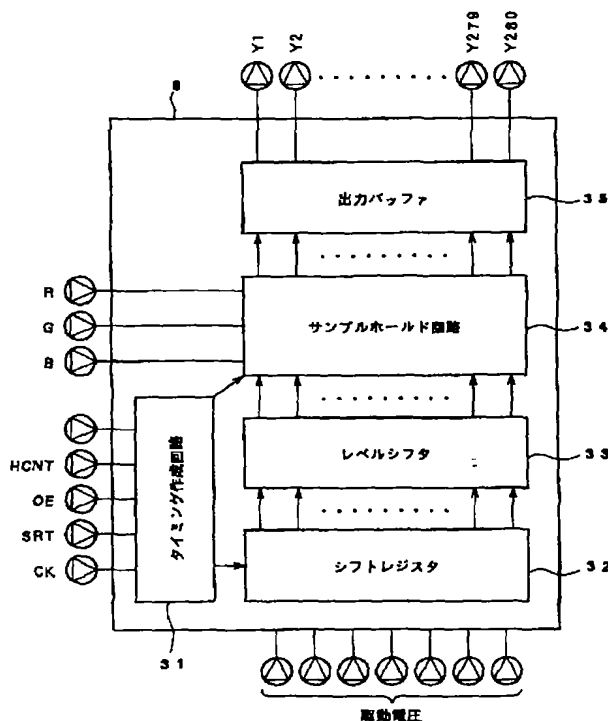 Y1
Y2
Y279
Y280
8
出力バッファ
35
R
G
B
サンプルホールド回路
34
HCNT
OE
SRT
CK
タイミング作成回路
レベルシフタ
33
シフトレジスタ
32
31
駆動電圧